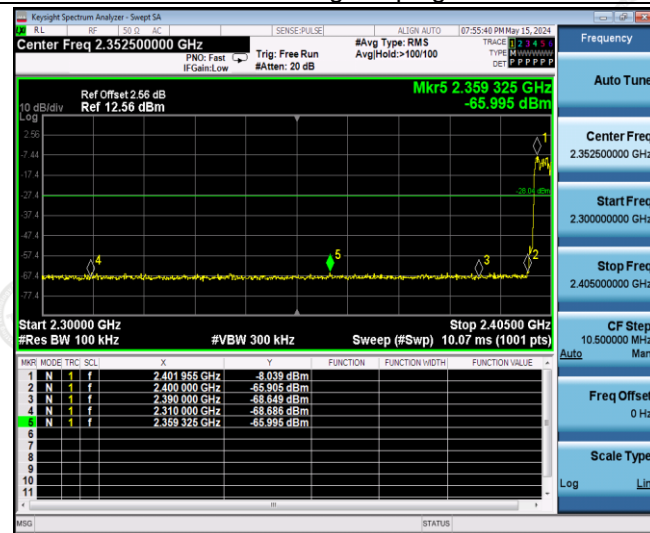 Keysight Spectrum Analyzer - Swept SA
RL RF 50 Ω AC SENSE:PULSE ALIGN AUTO 07:55:40 PM May 15, 2024
Center Freq 2.352500000 GHz
PNO: Fast
IFGain:Low
Trig: Free Run
#Atten: 20 dB
#Avg Type: RMS
Avg|Hold:>100/100
TRACE 1 2 3 4 5 6
TYPE M W W W W W
DET P P P P P P
Ref Offset 2.56 dB
Ref 12.56 dBm
10 dB/div
Log
Mkr5 2.359 325 GHz
-65.995 dBm
2.56
-7.44
-17.4
-27.4
-37.4
-47.4
-57.4
-67.4
-77.4
1
2
3
4
5
Start 2.30000 GHz
Stop 2.40500 GHz
#Res BW 100 kHz #VBW 300 kHz Sweep (#Swp) 10.07 ms (1001 pts)
MKR MODE TRC SCL X Y FUNCTION FUNCTION WIDTH FUNCTION VALUE
1 N 1 f 2.401 955 GHz -8.039 dBm
2 N 1 f 2.400 000 GHz -65.905 dBm
3 N 1 f 2.390 000 GHz -68.649 dBm
4 N 1 f 2.310 000 GHz -68.686 dBm
5 N 1 f 2.359 325 GHz -65.995 dBm
6
7
8
9
10
11
MSG STATUS
Frequency
Auto Tune
Center Freq
2.352500000 GHz
Start Freq
2.300000000 GHz
Stop Freq
2.405000000 GHz
CF Step
10.500000 MHz
Auto Man
Freq Offset
0 Hz
Scale Type
Log Lin